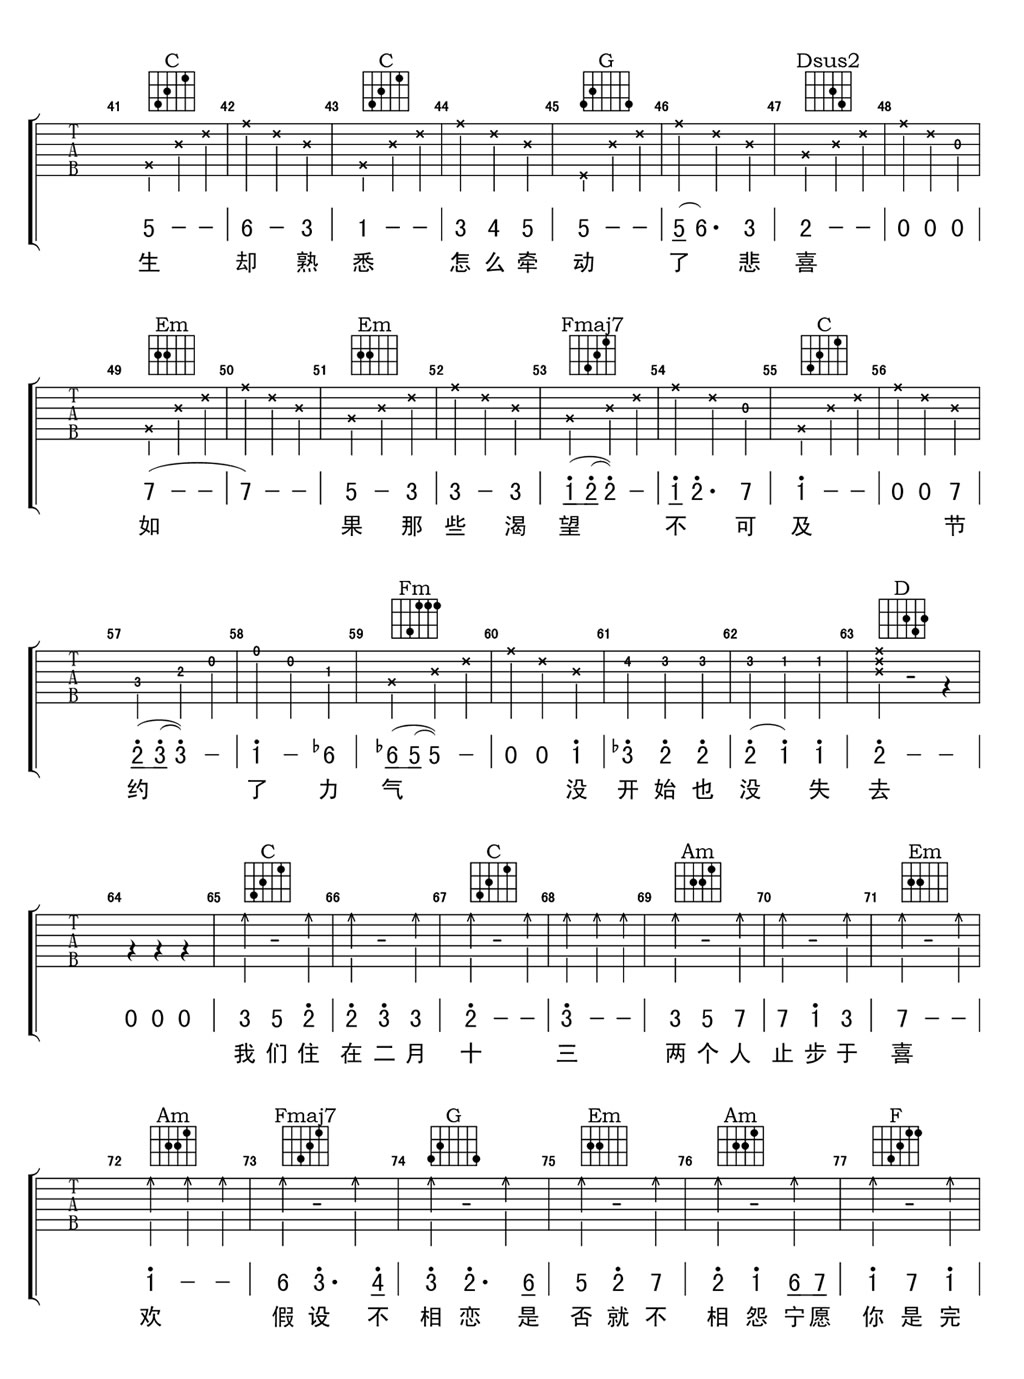 C C G Dsus2
41 42 43 44 45 46 47 48
T
A
B
0
5 - - | 6 - 3 | 1 - - | 3 4 5 | 5 - - | 5 6· 3 | 2 - - | 0 0 0 |
生 却 熟 悉 怎 么 牵 动 了 悲 喜
Em Em Fmaj7 C
49 50 51 52 53 54 55 56
T
A
B
0
7 - - | 7 - - | 5 - 3 | 3 - 3 | 1 2 2 - | 1 2· 7 | 1 - - | 0 0 7 |
如 果 那 些 渴 望 不 可 及 节
Fm D
57 58 59 60 61 62 63
T
A
B
3 2 0 0 0 1 4 3 3 3 1 1 -
2 3 3 - | 1 - ♭6 | ♭6 5 5 - | 0 0 1 | ♭3 2 2 | 2 1 1 | 2 - - |
约 了 力 气 没 开 始 也 没 失 去
C C Am Em
64 65 66 67 68 69 70 71
T
A
B
- - - - - -
0 0 0 | 3 5 2 | 2 3 3 | 2 - - | 3 - - | 3 5 7 | 7 1 3 | 7 - - |
我 们 住 在 二 月 十 三 两 个 人 止 步 于 喜
Am Fmaj7 G Em Am F
72 73 74 75 76 77
T
A
B
- - - - -
1 - - | 6 3· 4 | 3 2· 6 | 5 2 7 | 2 1 6 7 | 1 7 1 |
欢 假 设 不 相 恋 是 否 就 不 相 怨 宁 愿 你 是 完